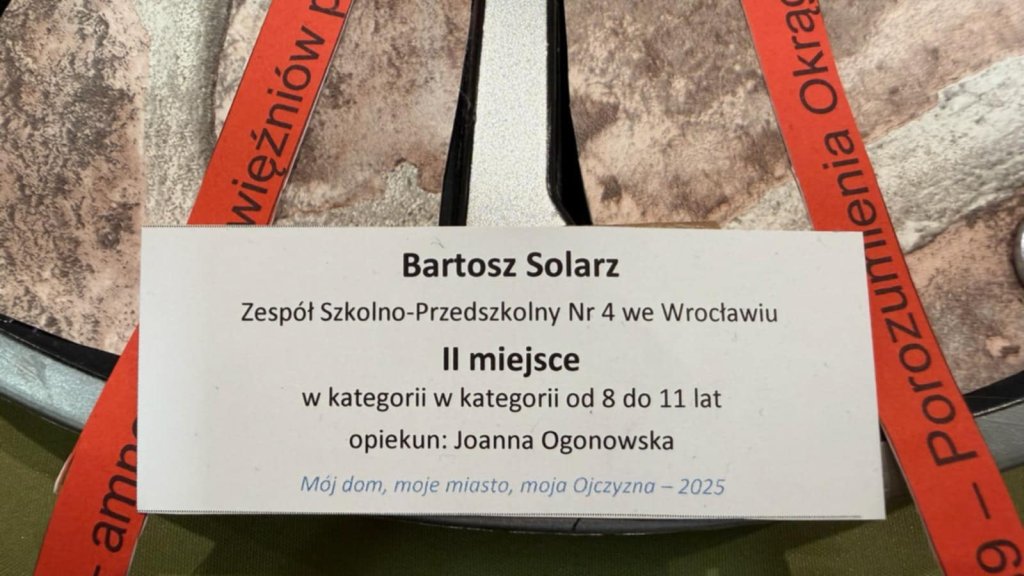 więźniów
Porozumienia Okrą
Bartosz Solarz
Zespół Szkolno-Przedszkolny Nr 4 we Wrocławiu
II miejsce
w kategorii w kategorii od 8 do 11 lat
opiekun: Joanna Ogonowska
Mój dom, moje miasto, moja Ojczyzna – 2025